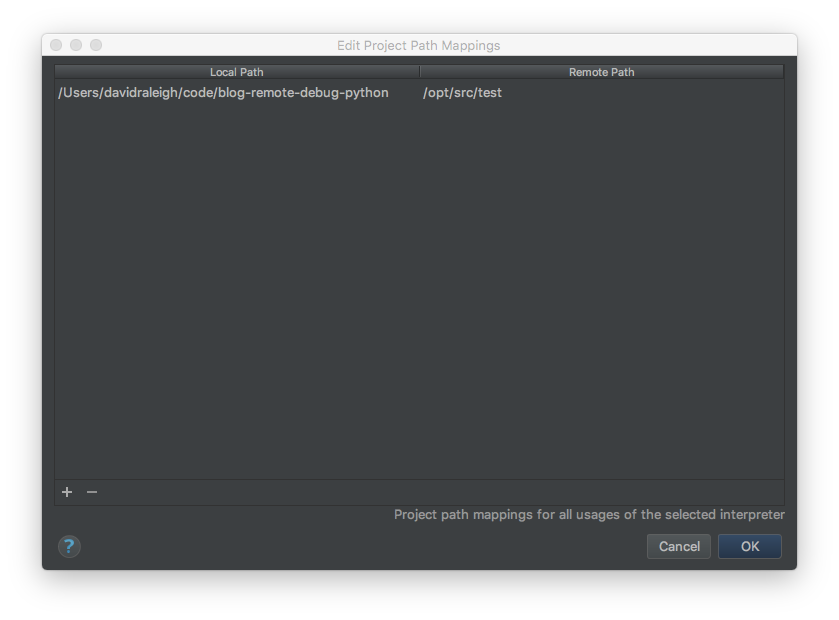 Edit Project Path Mappings
Local Path Remote Path
/Users/davidraleigh/code/blog-remote-debug-python /opt/src/test
+ −
Project path mappings for all usages of the selected interpreter
? Cancel OK